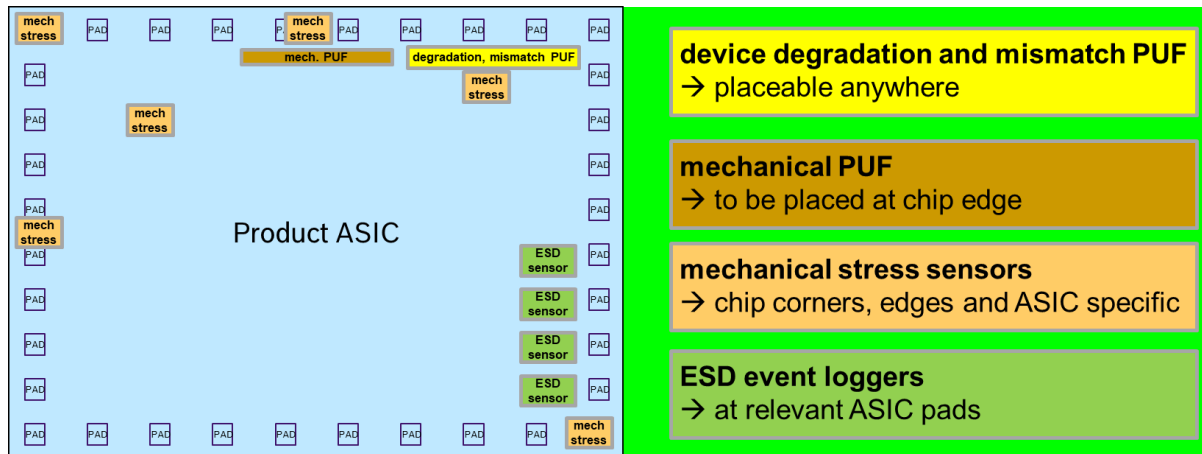 mech
stress
PAD
PAD
PAD
PAD
mech
stress
PAD
PAD
PAD
PAD
PAD
mech. PUF
degradation, mismatch PUF
PAD
mech
stress
PAD
PAD
mech
stress
PAD
PAD
PAD
PAD
PAD
mech
stress
Product ASIC
PAD
ESD
sensor
PAD
PAD
ESD
sensor
PAD
PAD
ESD
sensor
PAD
PAD
ESD
sensor
PAD
PAD
PAD
PAD
PAD
PAD
PAD
PAD
PAD
PAD
mech
stress
device degradation and mismatch PUF
→ placeable anywhere
mechanical PUF
→ to be placed at chip edge
mechanical stress sensors
→ chip corners, edges and ASIC specific
ESD event loggers
→ at relevant ASIC pads